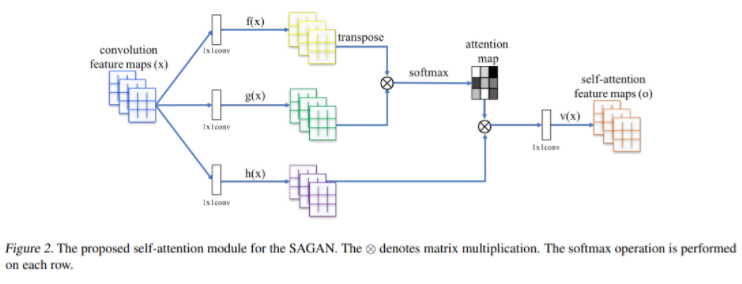 f(x)
transpose
convolution
feature maps (x)
1x1conv
attention
map
softmax
self-attention
feature maps (o)
g(x)
1x1conv
v(x)
1x1conv
h(x)
1x1conv
Figure 2. The proposed self-attention module for the SAGAN. The ⊗ denotes matrix multiplication. The softmax operation is performed
on each row.